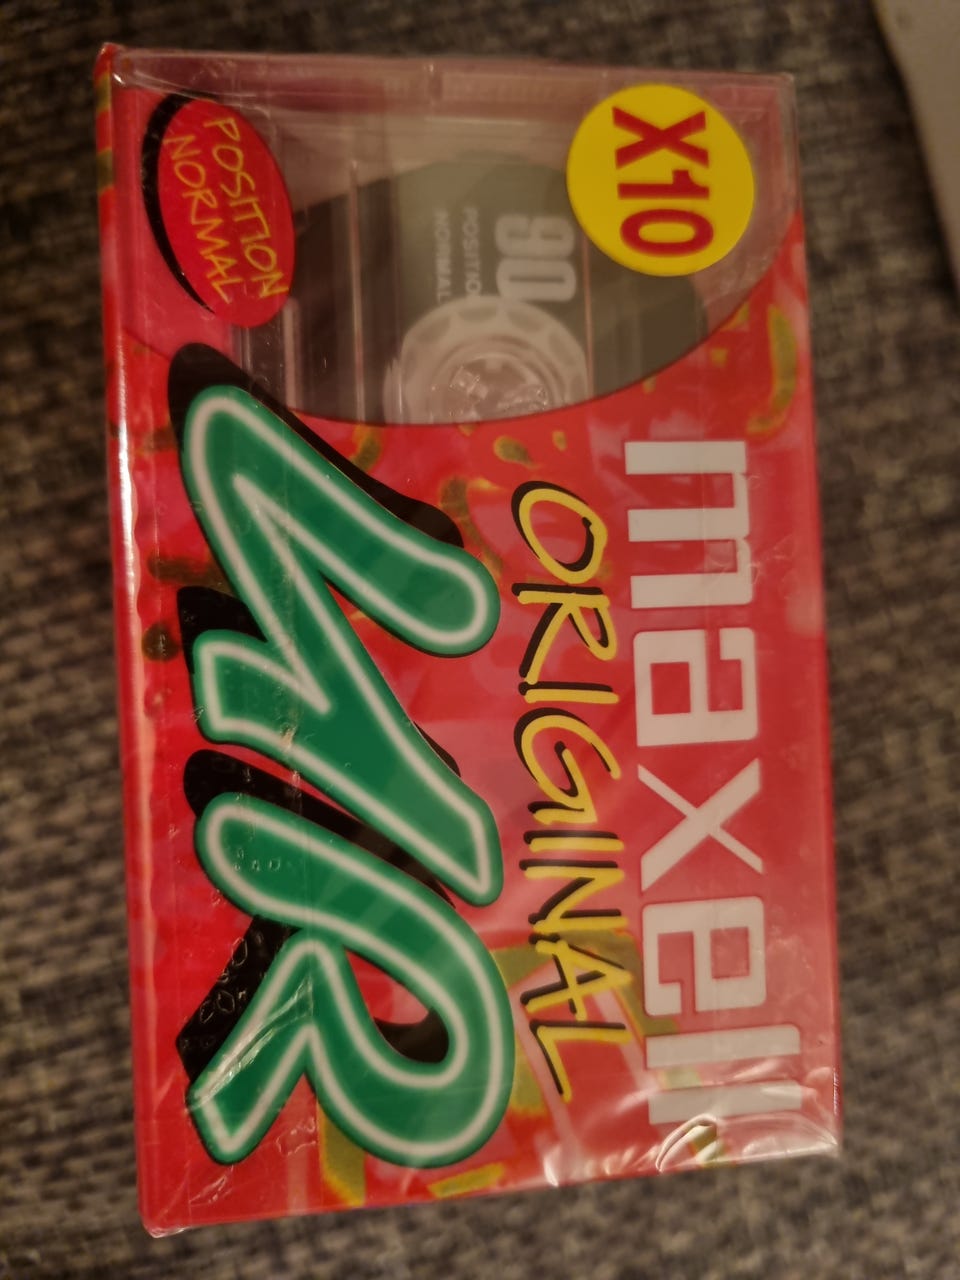 maxell
X10
ORIGINAL
UR
POSITION
NORMAL
90
POSITION
NORMAL